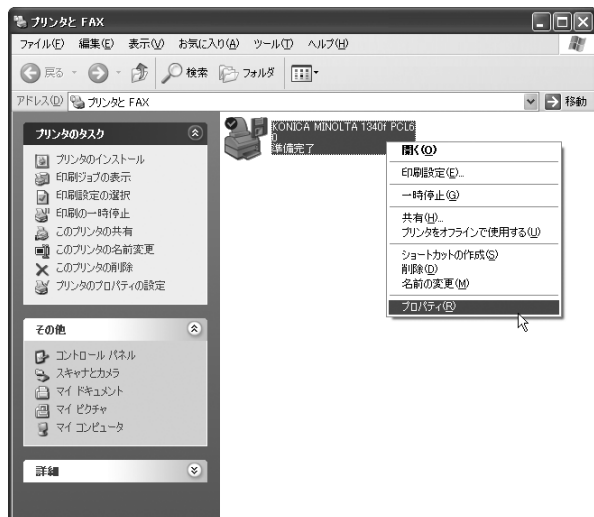 プリンタと FAX
ファイル(F) 編集(E) 表示(V) お気に入り(A) ツール(T) ヘルプ(H)
戻る 検索 フォルダ
アドレス(D) プリンタと FAX 移動
プリンタのタスク
プリンタのインストール
印刷ジョブの表示
印刷設定の選択
印刷の一時停止
このプリンタの共有
このプリンタの名前変更
このプリンタの削除
プリンタのプロパティの設定
その他
コントロール パネル
スキャナとカメラ
マイ ドキュメント
マイ ピクチャ
マイ コンピュータ
詳細
KONICA MINOLTA 1340f PCL6
0
準備完了
開く(O)
印刷設定(E)...
一時停止(G)
共有(H)...
プリンタをオフラインで使用する(U)
ショートカットの作成(S)
削除(D)
名前の変更(M)
プロパティ(R)